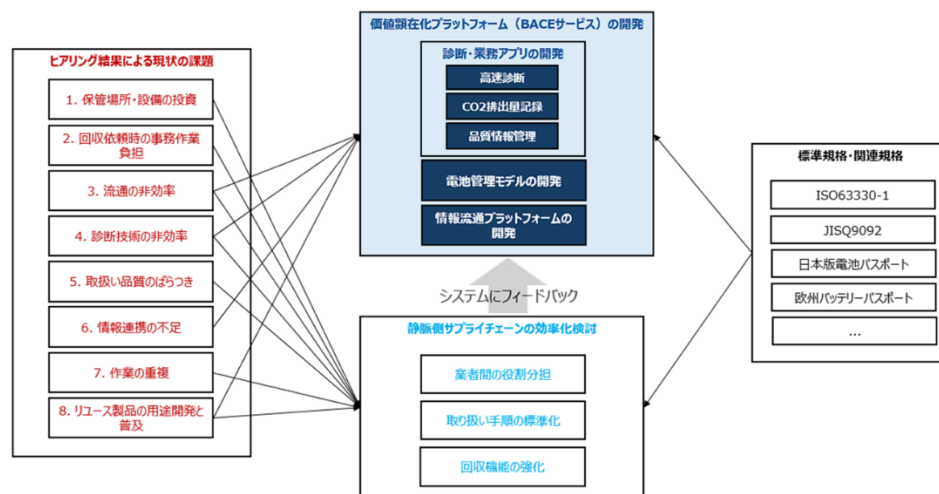 ヒアリング結果による現状の課題
1. 保管場所・設備の投資
2. 回収依頼時の事務作業
負担
3. 流通の非効率
4. 診断技術の非効率
5. 取扱い品質のばらつき
6. 情報連携の不足
7. 作業の重複
8. リユース製品の用途開発と
普及
価値顕在化プラットフォーム（BACEサービス）の開発
診断・業務アプリの開発
高速診断
CO2排出量記録
品質情報管理
電池管理モデルの開発
情報流通プラットフォームの
開発
システムにフィードバック
静脈側サプライチェーンの効率化検討
業者間の役割分担
取り扱い手順の標準化
回収機能の強化
標準規格・関連規格
ISO63330-1
JISQ9092
日本版電池パスポート
欧州バッテリーパスポート
…